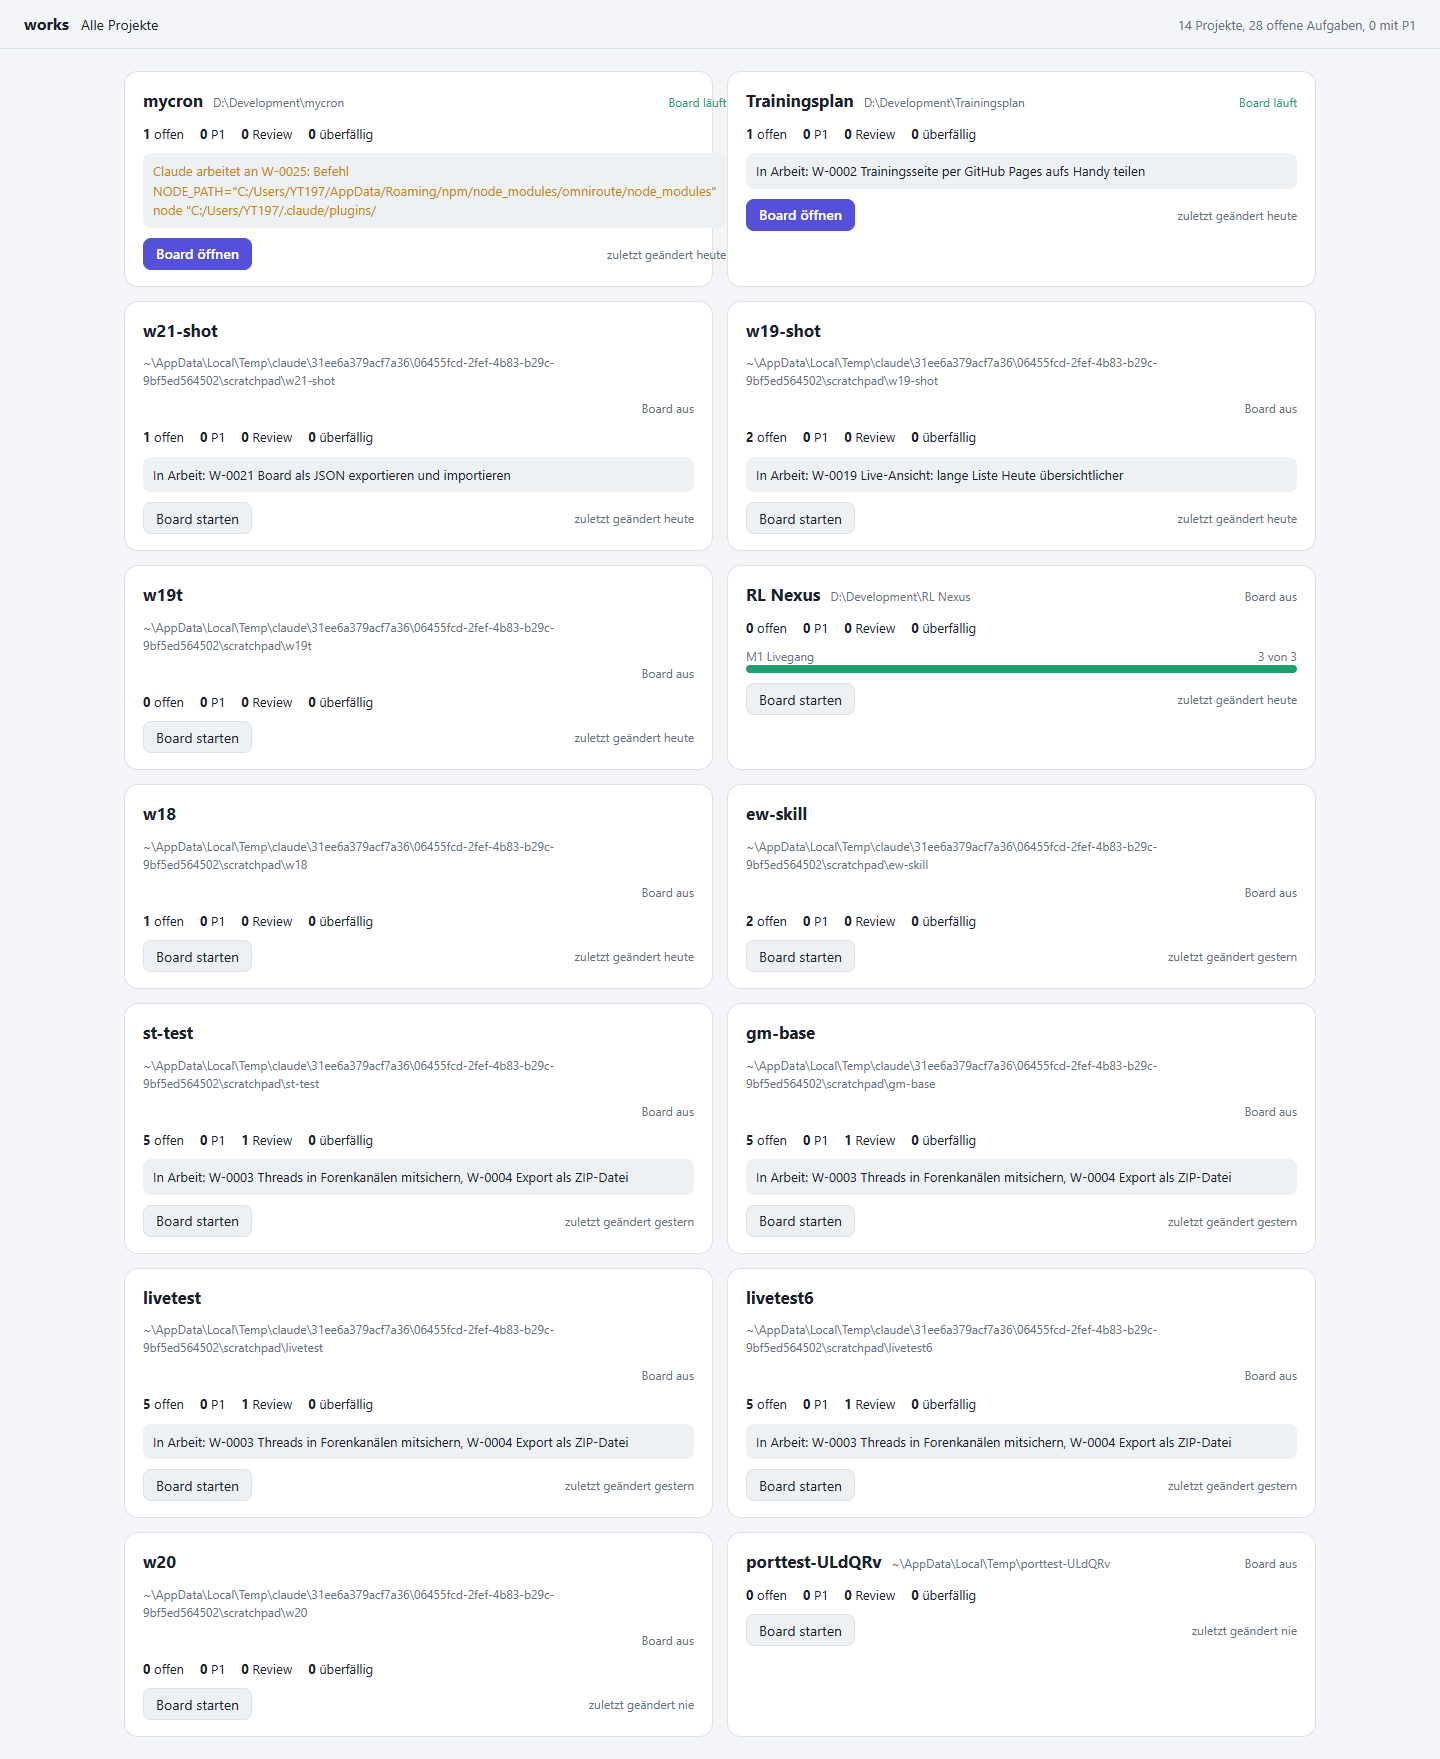 works Alle Projekte
14 Projekte, 28 offene Aufgaben, 0 mit P1
mycron D:\Development\mycron Board läuft
1 offen 0 P1 0 Review 0 überfällig
Claude arbeitet an W-0025: Befehl
NODE_PATH="C:/Users/YT197/AppData/Roaming/npm/node_modules/omniroute/node_modules"
node "C:/Users/YT197/.claude/plugins/
Board öffnen zuletzt geändert heute
Trainingsplan D:\Development\Trainingsplan Board läuft
1 offen 0 P1 0 Review 0 überfällig
In Arbeit: W-0002 Trainingsseite per GitHub Pages aufs Handy teilen
Board öffnen zuletzt geändert heute
w21-shot
~\AppData\Local\Temp\claude\31ee6a379acf7a36\06455fcd-2fef-4b83-b29c-
9bf5ed564502\scratchpad\w21-shot
Board aus
1 offen 0 P1 0 Review 0 überfällig
In Arbeit: W-0021 Board als JSON exportieren und importieren
Board starten zuletzt geändert heute
w19-shot
~\AppData\Local\Temp\claude\31ee6a379acf7a36\06455fcd-2fef-4b83-b29c-
9bf5ed564502\scratchpad\w19-shot
Board aus
2 offen 0 P1 0 Review 0 überfällig
In Arbeit: W-0019 Live-Ansicht: lange Liste Heute übersichtlicher
Board starten zuletzt geändert heute
w19t
~\AppData\Local\Temp\claude\31ee6a379acf7a36\06455fcd-2fef-4b83-b29c-
9bf5ed564502\scratchpad\w19t
Board aus
0 offen 0 P1 0 Review 0 überfällig
Board starten zuletzt geändert heute
RL Nexus D:\Development\RL Nexus Board aus
0 offen 0 P1 0 Review 0 überfällig
M1 Livegang 3 von 3
Board starten zuletzt geändert heute
w18
~\AppData\Local\Temp\claude\31ee6a379acf7a36\06455fcd-2fef-4b83-b29c-
9bf5ed564502\scratchpad\w18
Board aus
1 offen 0 P1 0 Review 0 überfällig
Board starten zuletzt geändert heute
ew-skill
~\AppData\Local\Temp\claude\31ee6a379acf7a36\06455fcd-2fef-4b83-b29c-
9bf5ed564502\scratchpad\ew-skill
Board aus
2 offen 0 P1 0 Review 0 überfällig
Board starten zuletzt geändert gestern
st-test
~\AppData\Local\Temp\claude\31ee6a379acf7a36\06455fcd-2fef-4b83-b29c-
9bf5ed564502\scratchpad\st-test
Board aus
5 offen 0 P1 1 Review 0 überfällig
In Arbeit: W-0003 Threads in Forenkanälen mitsichern, W-0004 Export als ZIP-Datei
Board starten zuletzt geändert gestern
gm-base
~\AppData\Local\Temp\claude\31ee6a379acf7a36\06455fcd-2fef-4b83-b29c-
9bf5ed564502\scratchpad\gm-base
Board aus
5 offen 0 P1 1 Review 0 überfällig
In Arbeit: W-0003 Threads in Forenkanälen mitsichern, W-0004 Export als ZIP-Datei
Board starten zuletzt geändert gestern
livetest
~\AppData\Local\Temp\claude\31ee6a379acf7a36\06455fcd-2fef-4b83-b29c-
9bf5ed564502\scratchpad\livetest
Board aus
5 offen 0 P1 1 Review 0 überfällig
In Arbeit: W-0003 Threads in Forenkanälen mitsichern, W-0004 Export als ZIP-Datei
Board starten zuletzt geändert gestern
livetest6
~\AppData\Local\Temp\claude\31ee6a379acf7a36\06455fcd-2fef-4b83-b29c-
9bf5ed564502\scratchpad\livetest6
Board aus
5 offen 0 P1 1 Review 0 überfällig
In Arbeit: W-0003 Threads in Forenkanälen mitsichern, W-0004 Export als ZIP-Datei
Board starten zuletzt geändert gestern
w20
~\AppData\Local\Temp\claude\31ee6a379acf7a36\06455fcd-2fef-4b83-b29c-
9bf5ed564502\scratchpad\w20
Board aus
0 offen 0 P1 0 Review 0 überfällig
Board starten zuletzt geändert nie
porttest-ULdQRv ~\AppData\Local\Temp\porttest-ULdQRv Board aus
0 offen 0 P1 0 Review 0 überfällig
Board starten zuletzt geändert nie